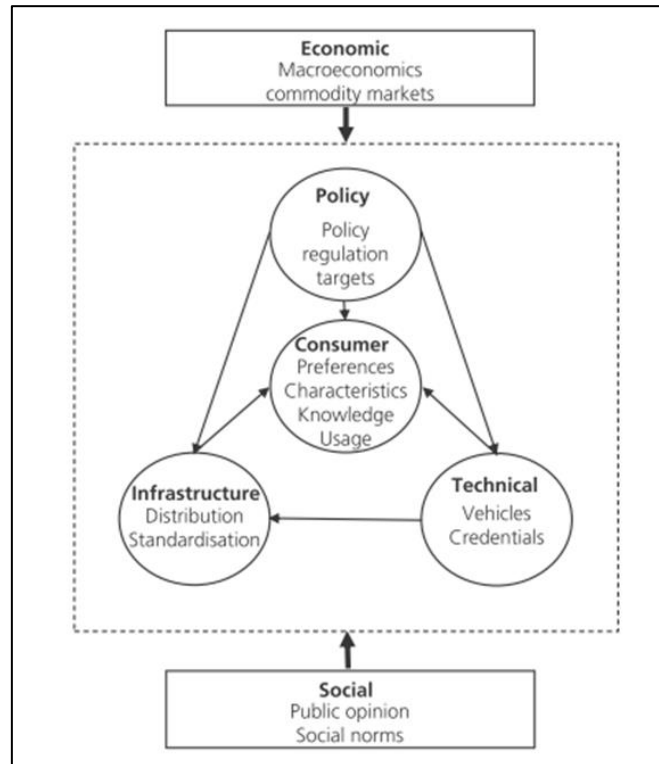 Economic
Macroeconomics
commodity markets
Policy
Policy
regulation
targets
Consumer
Preferences
Characteristics
Knowledge
Usage
Infrastructure
Distribution
Standardisation
Technical
Vehicles
Credentials
Social
Public opinion
Social norms